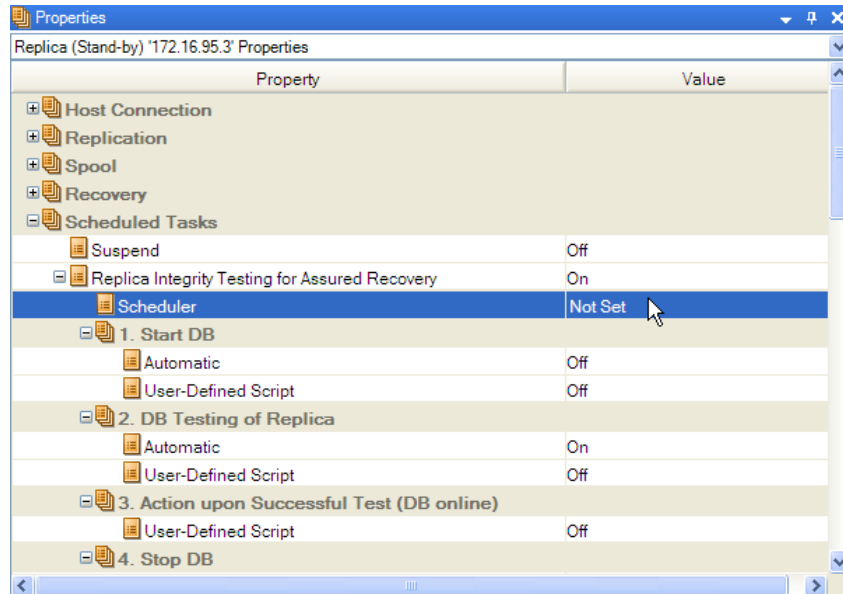 Properties
Replica (Stand-by) '172.16.95.3' Properties
Property Value
Host Connection
Replication
Spool
Recovery
Scheduled Tasks
Suspend Off
Replica Integrity Testing for Assured Recovery On
Scheduler Not Set
1. Start DB
Automatic Off
User-Defined Script Off
2. DB Testing of Replica
Automatic On
User-Defined Script Off
3. Action upon Successful Test (DB online)
User-Defined Script Off
4. Stop DB